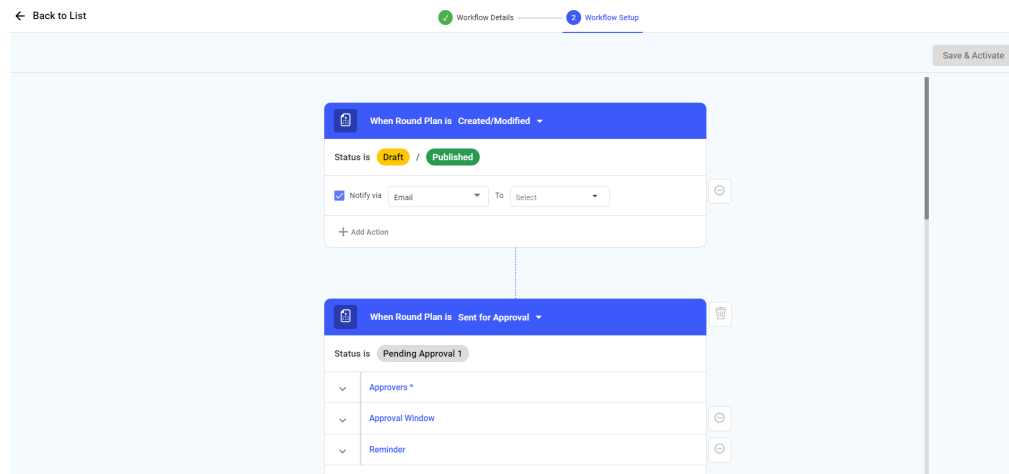 Back to List
Workflow Details
2 Workflow Setup
Save & Activate
When Round Plan is Created/Modified
Status is Draft / Published
Notify via Email To Select
Add Action
When Round Plan is Sent for Approval
Status is Pending Approval 1
Approvers *
Approval Window
Reminder